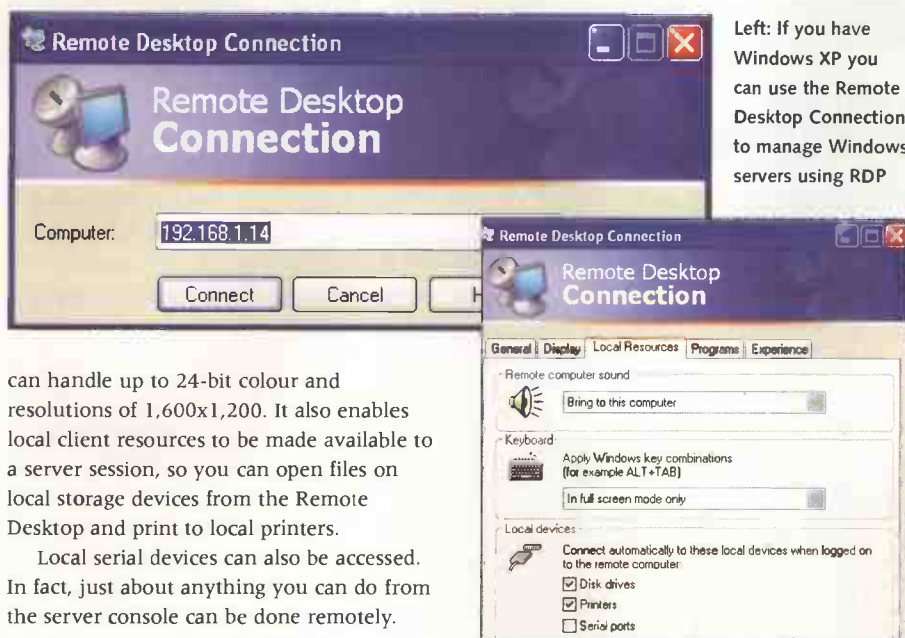 Remote Desktop Connection
Remote Desktop
Connection
Computer:
192.168.1.14
Connect
Cancel
Left: If you have
Windows XP you
can use the Remote
Desktop Connection
to manage Windows
servers using RDP
Remote Desktop Connection
Remote Desktop
Connection
General
Display
Local Resources
Programs
Experience
Remote computer sound
Bring to this computer
Keyboard
Apply Windows key combinations
(for example ALT+TAB)
In full screen mode only
Local devices
Connect automatically to these local devices when logged on
to the remote computer:
Disk drives
Printers
Serial ports
can handle up to 24-bit colour and
resolutions of 1,600x1,200. It also enables
local client resources to be made available to
a server session, so you can open files on
local storage devices from the Remote
Desktop and print to local printers.
Local serial devices can also be accessed.
In fact, just about anything you can do from
the server console can be done remotely.